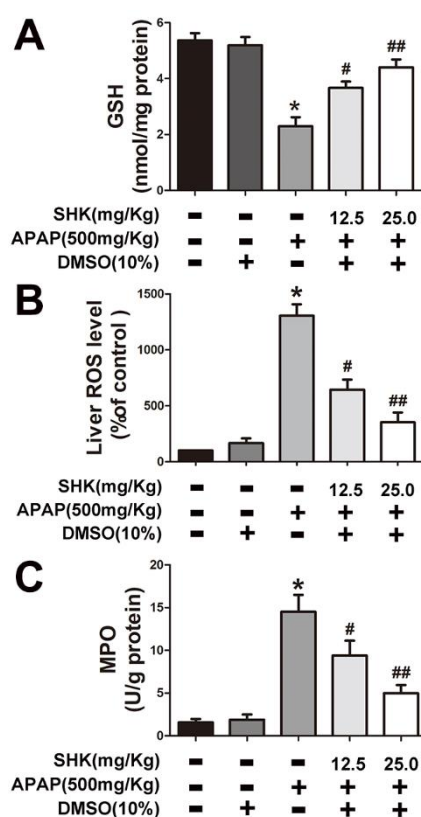 A
GSH
(nmol/mg protein)
6
4
2
0
*
#
##
SHK(mg/Kg) - - - 12.5 25.0
APAP(500mg/Kg) - - + + +
DMSO(10%) - + - + +
B
Liver ROS level
(%of control )
1500
1000
500
0
*
#
##
SHK(mg/Kg) - - - 12.5 25.0
APAP(500mg/Kg) - - + + +
DMSO(10%) - + - + +
C
MPO
(U/g protein)
20
15
10
5
0
*
#
##
SHK(mg/Kg) - - - 12.5 25.0
APAP(500mg/Kg) - - + + +
DMSO(10%) - + - + +